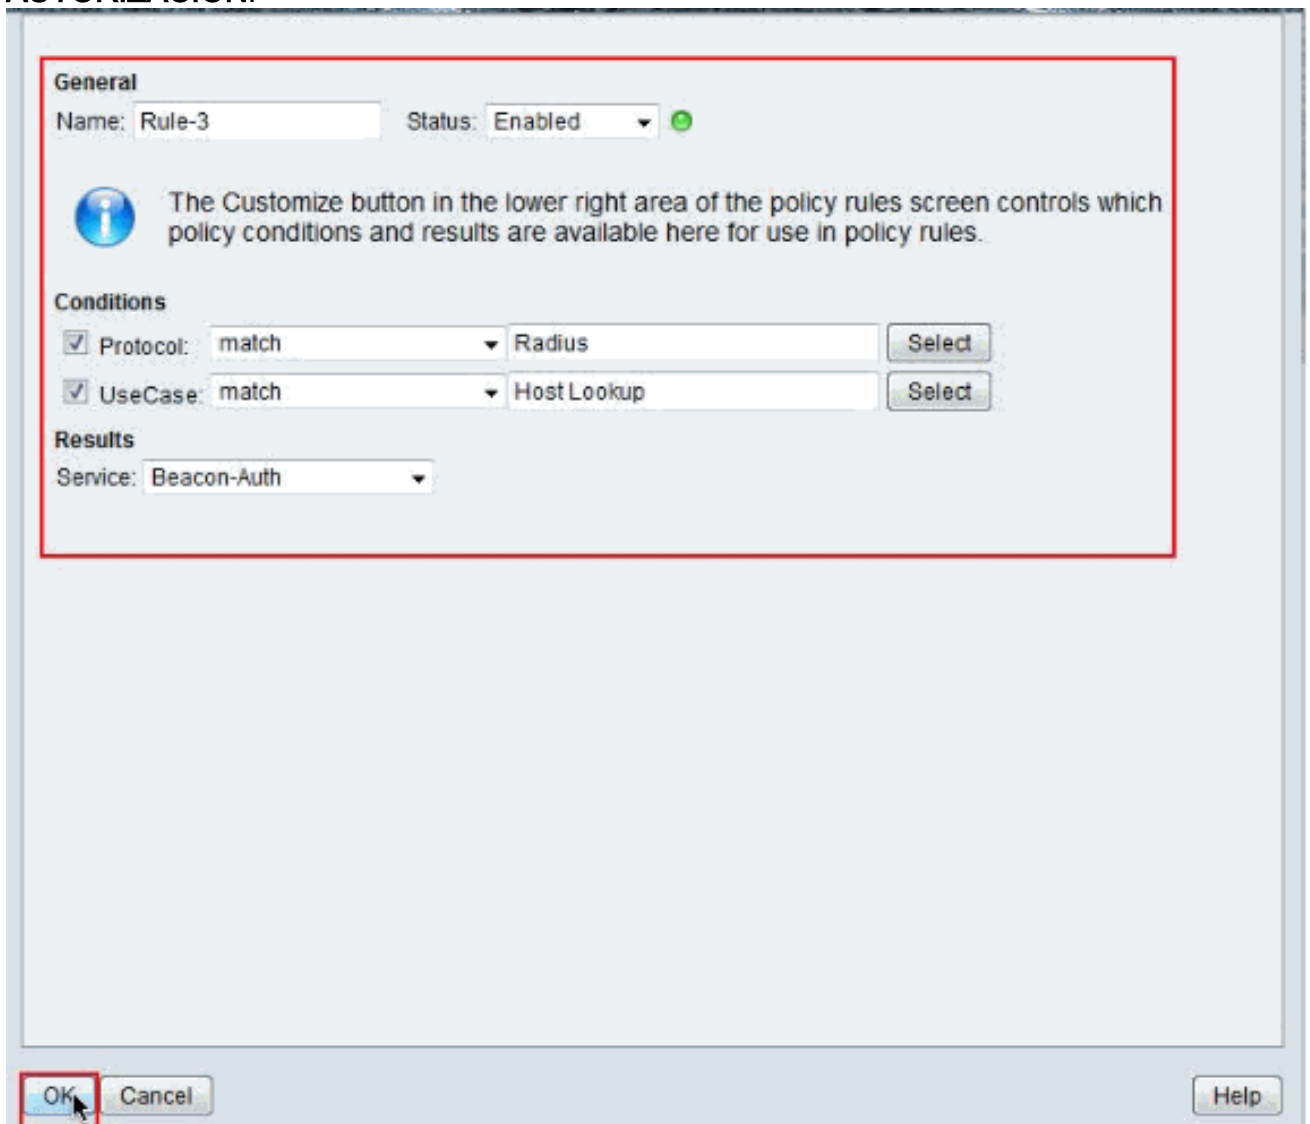 General
Name: Rule-3 Status: Enabled
The Customize button in the lower right area of the policy rules screen controls which
policy conditions and results are available here for use in policy rules.
Conditions
Protocol: match Radius Select
UseCase: match Host Lookup Select
Results
Service: Beacon-Auth
OK Cancel Help